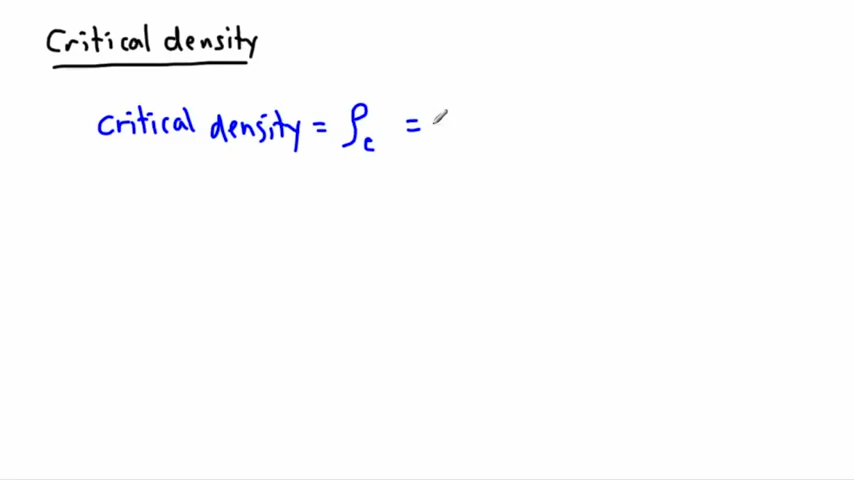 Critical density
critical density = ρc =